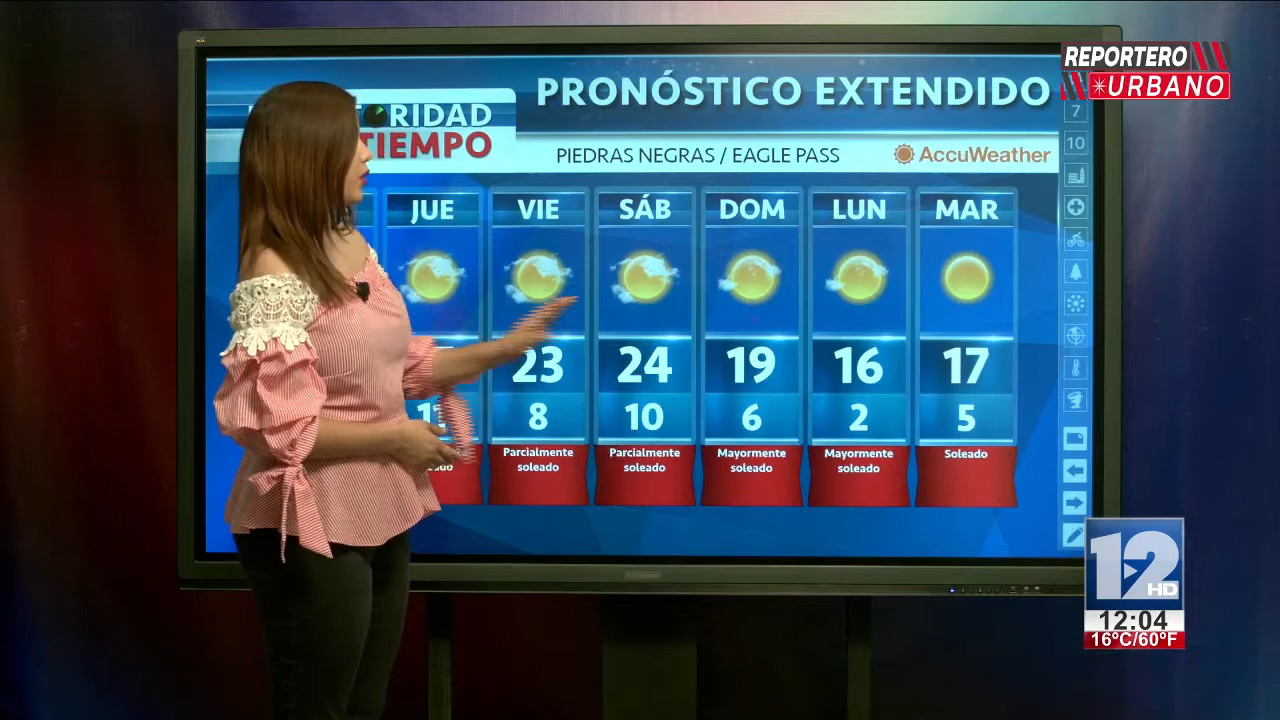 REPORTERO
URBANO
PRONÓSTICO EXTENDIDO
RIDAD
TIEMPO
PIEDRAS NEGRAS / EAGLE PASS
AccuWeather
7
10
JUE VIE SÁB DOM LUN MAR
23 24 19 16 17
8 10 6 2 5
Parcialmente Parcialmente Mayormente Mayormente Soleado
soleado soleado soleado soleado
12
HD
12:04
16ºC/60ºF